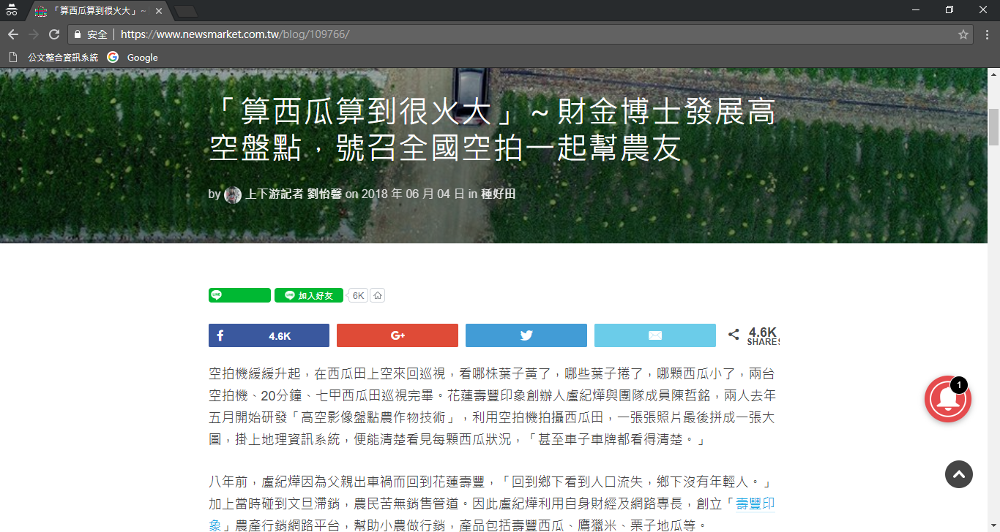 「算西瓜算到很火大」~
安全 | https://www.newsmarket.com.tw/blog/109766/
公文整合資訊系統 Google
「算西瓜算到很火大」~財金博士發展高
空盤點，號召全國空拍一起幫農友
by 上下游記者 劉怡馨 on 2018 年 06 月 04 日 in 種好田
LINE LINE 加入好友 6K
4.6K G+ 4.6K
SHARES
空拍機緩緩升起，在西瓜田上空來回巡視，看哪株葉子黃了，哪些葉子捲了，哪顆西瓜小了，兩台
空拍機、20分鐘、七甲西瓜田巡視完畢。花蓮壽豐印象創辦人盧紀燁與團隊成員陳哲銘，兩人去年
五月開始研發「高空影像盤點農作物技術」，利用空拍機拍攝西瓜田，一張張照片最後拼成一張大
圖，掛上地理資訊系統，便能清楚看見每顆西瓜狀況，「甚至車子車牌都看得清楚。」
1
八年前，盧紀燁因為父親出車禍而回到花蓮壽豐，「回到鄉下看到人口流失，鄉下沒有年輕人。」
加上當時碰到文旦滯銷，農民苦無銷售管道。因此盧紀燁利用自身財經及網路專長，創立「壽豐印
象」農產行銷網路平台，幫助小農做行銷，產品包括壽豐西瓜、鷹獵米、栗子地瓜等。